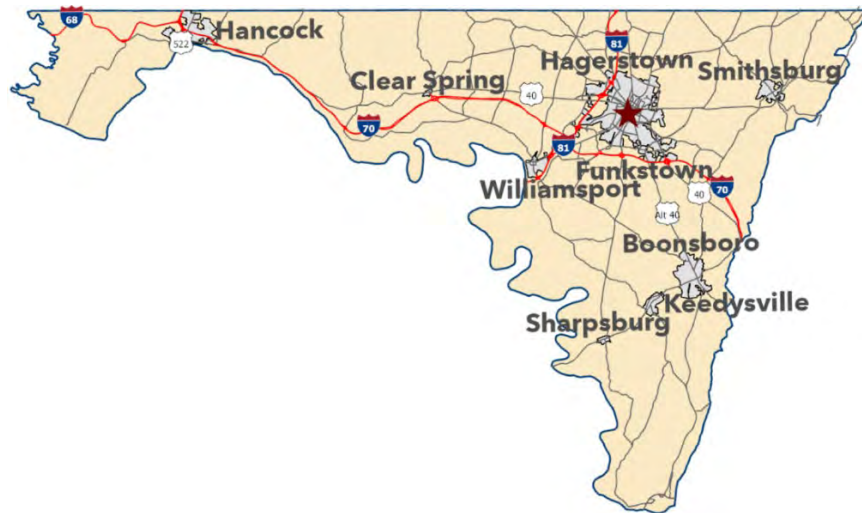 68
Hancock
522
81
Hagerstown
Clear Spring
40
Smithsburg
70
81
Funkstown
Williamsport
40
70
Alt 40
Boonsboro
Keedysville
Sharpsburg